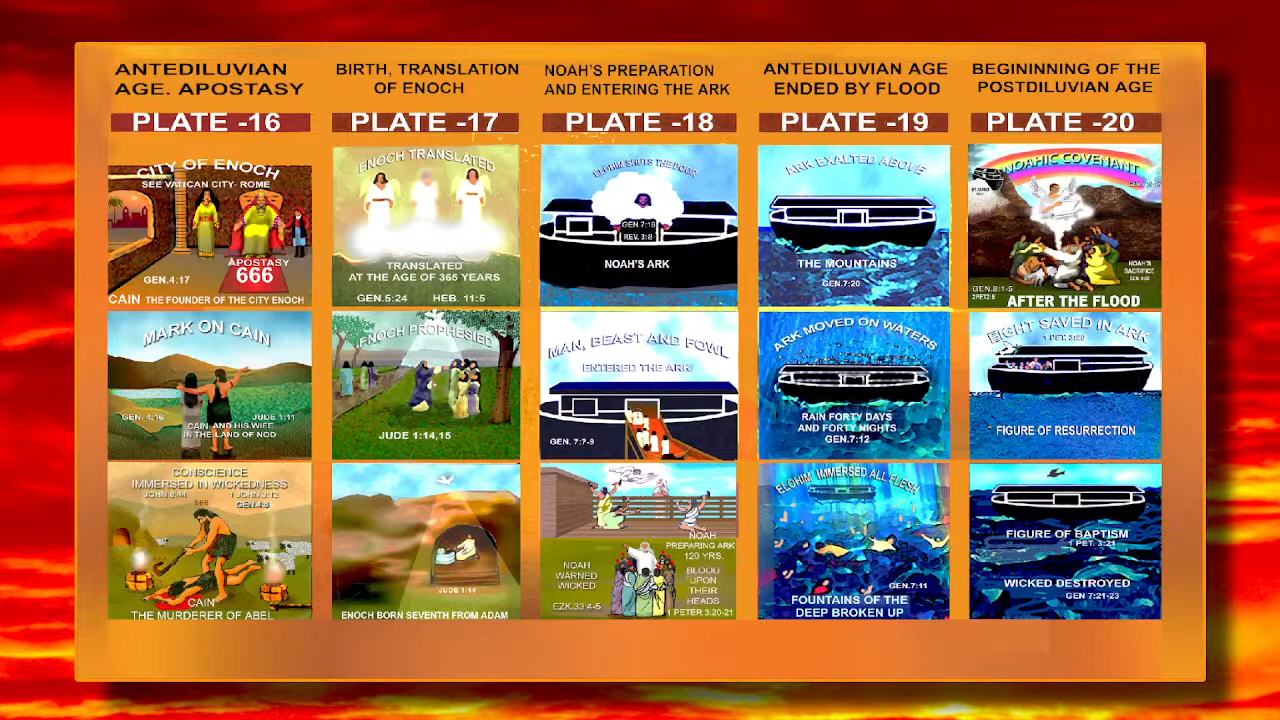 ANTEDILUVIAN
AGE. APOSTASY
PLATE -16
CITY OF ENOCH
SEE VATICAN CITY- ROME
GEN.4:17
APOSTASY
666
CAIN THE FOUNDER OF THE CITY ENOCH
MARK ON CAIN
GEN. 4:16
JUDE 1:11
CAIN AND HIS WIFE
IN THE LAND OF NOD
CONSCIENCE
IMMERSED IN WICKEDNESS
JOHN 8:44 1 JOHN 3:12
GEN.4:8
666
CAIN
THE MURDERER OF ABEL
BIRTH, TRANSLATION
OF ENOCH
PLATE -17
ENOCH TRANSLATED
TRANSLATED
AT THE AGE OF 365 YEARS
GEN.5:24 HEB. 11:5
ENOCH PROPHESIED
JUDE 1:14,15
JUDE 1:14
ENOCH BORN SEVENTH FROM ADAM
NOAH'S PREPARATION
AND ENTERING THE ARK
PLATE -18
ELOHIM SHUTS THE DOOR
GEN 7:16
REV. 3:8
NOAH'S ARK
MAN, BEAST AND FOWL
ENTERED THE ARK
GEN. 7:7-9
NOAH
PREPARING ARK
120 YRS.
NOAH
WARNED
WICKED
EZK.33:4-5
BLOOD
UPON
THEIR
HEADS
1 PETER 3:20-21
ANTEDILUVIAN AGE
ENDED BY FLOOD
PLATE -19
ARK EXALTED ABOVE
THE MOUNTAINS
GEN.7:20
ARK MOVED ON WATERS
RAIN FORTY DAYS
AND FORTY NIGHTS
GEN.7:12
ELOHIM IMMERSED ALL FLESH
GEN.7:11
FOUNTAINS OF THE
DEEP BROKEN UP
BEGININNING OF THE
POSTDILUVIAN AGE
PLATE -20
NOAHIC COVENANT
NOAH'S
SACRIFICE
GEN.8:1-5
2PET2:5
AFTER THE FLOOD
EIGHT SAVED IN ARK
1 PET. 3:20
FIGURE OF RESURRECTION
FIGURE OF BAPTISM
1 PET. 3:21
WICKED DESTROYED
GEN 7:21-23